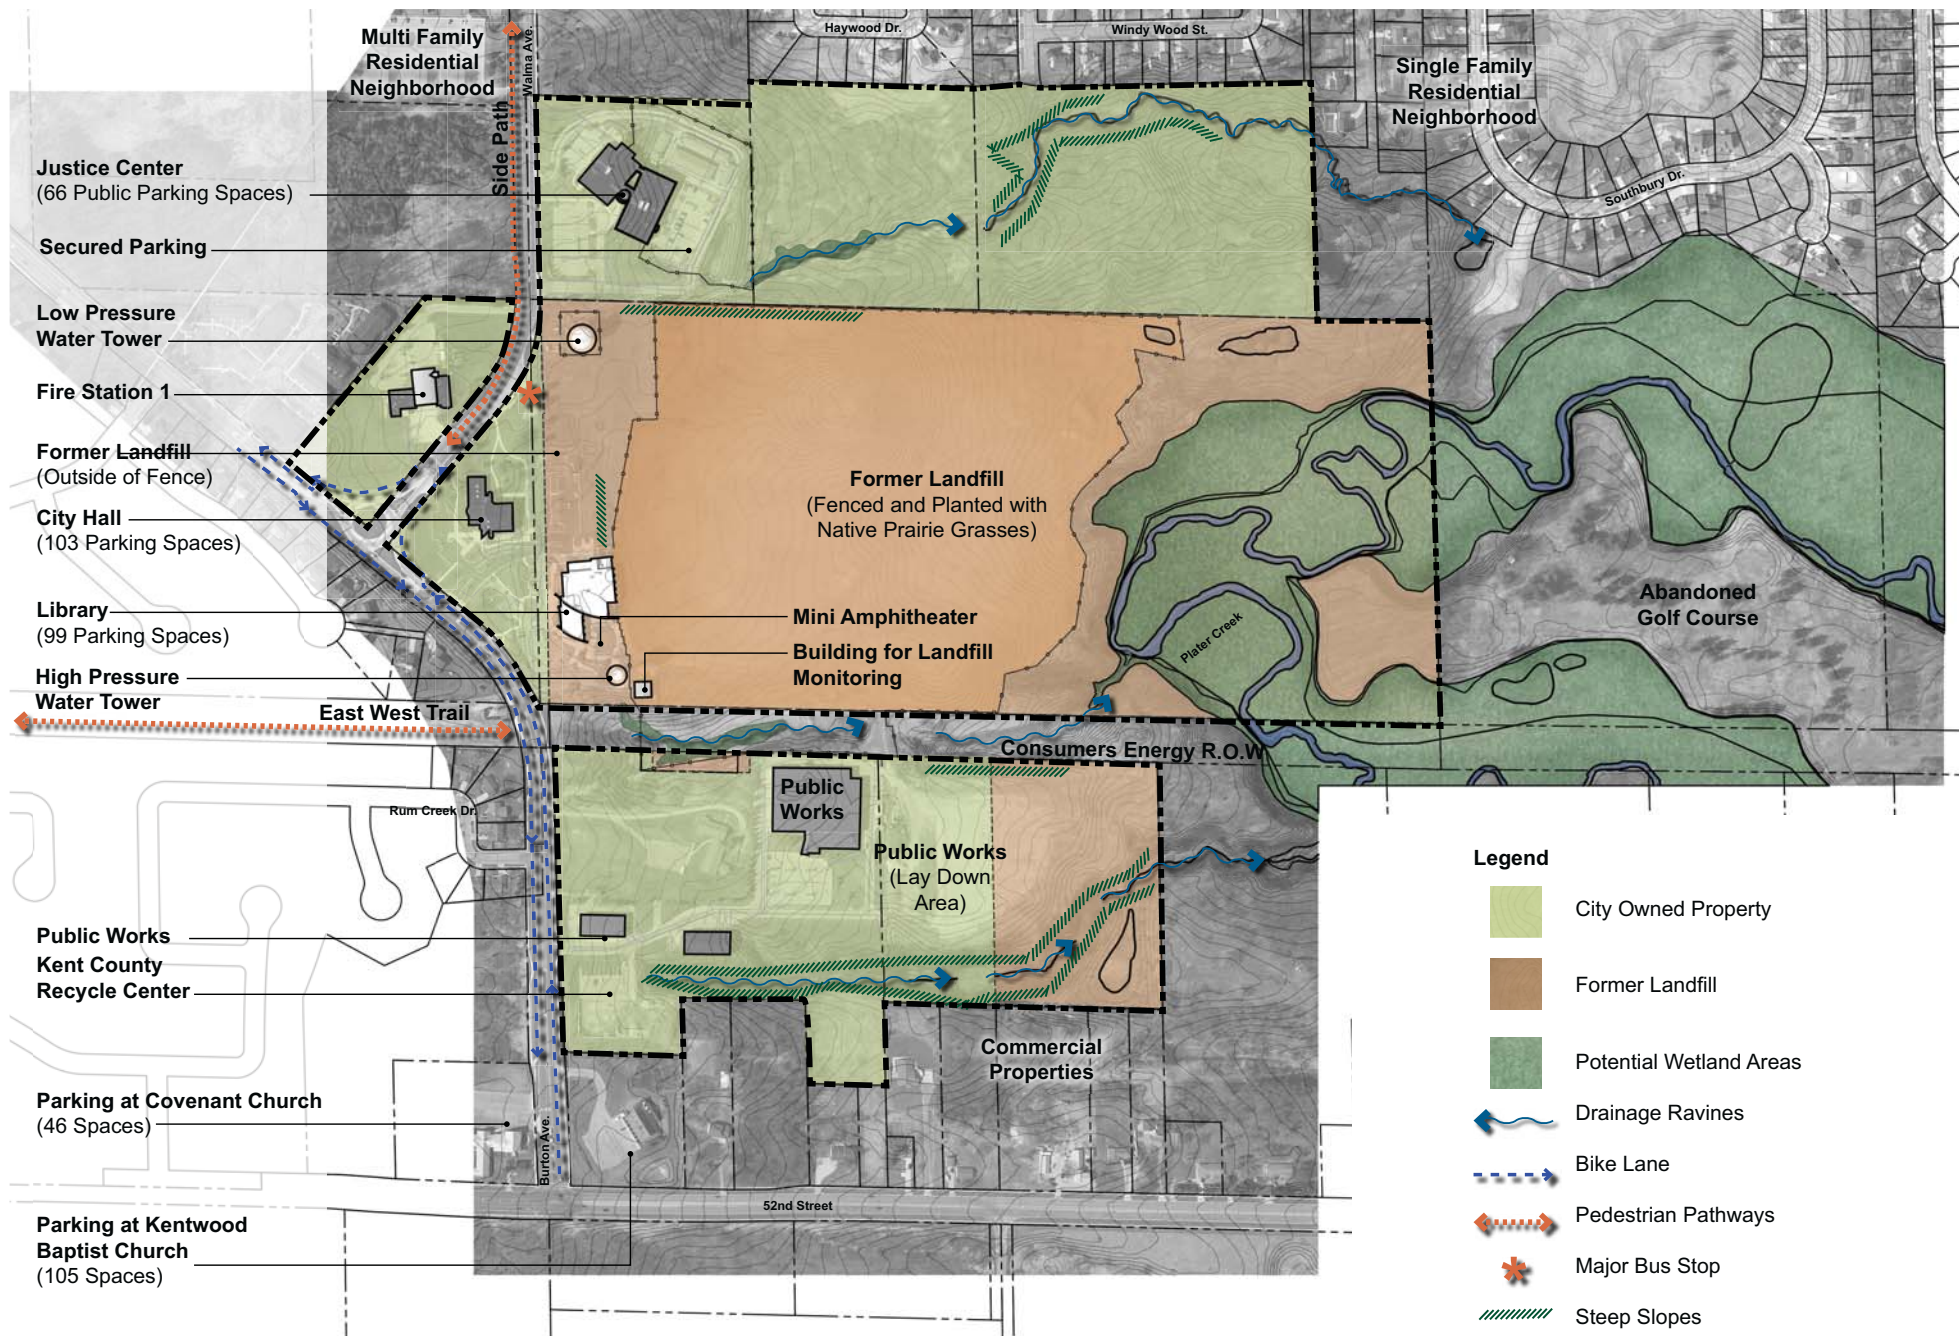 Multi Family
Residential
Neighborhood
Walma Ave.
Side Path
Haywood Dr.
Windy Wood St.
Single Family
Residential
Neighborhood
Southbury Dr.
Justice Center
(66 Public Parking Spaces)
Secured Parking
Low Pressure
Water Tower
Fire Station 1
Former Landfill
(Outside of Fence)
City Hall
(103 Parking Spaces)
Library
(99 Parking Spaces)
High Pressure
Water Tower
East West Trail
Former Landfill
(Fenced and Planted with
Native Prairie Grasses)
Mini Amphitheater
Building for Landfill
Monitoring
Plater Creek
Abandoned
Golf Course
Consumers Energy R.O.W
Rum Creek Dr.
Public
Works
Public Works
(Lay Down
Area)
Public Works
Kent County
Recycle Center
Commercial
Properties
Parking at Covenant Church
(46 Spaces)
Burton Ave.
52nd Street
Parking at Kentwood
Baptist Church
(105 Spaces)
Legend
City Owned Property
Former Landfill
Potential Wetland Areas
Drainage Ravines
Bike Lane
Pedestrian Pathways
Major Bus Stop
Steep Slopes